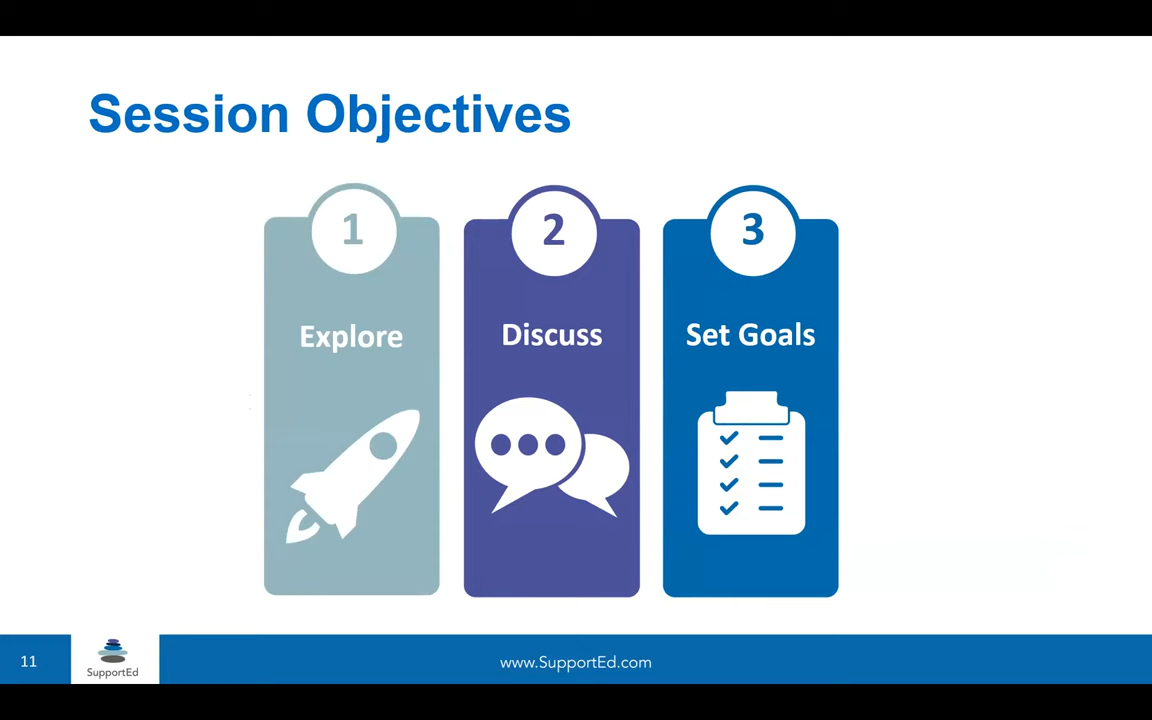 Session Objectives
1
2
3
Explore
Discuss
Set Goals
11
SupportEd
www.SupportEd.com